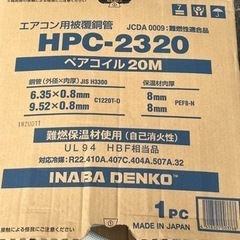 エアコン用被覆銅管
JCDA 0009:難燃性適合品
HPC-2320
ペアコイル 20M
銅管(外径×肉厚) JIS H3300
保温材肉厚
6.35×0.8mm
9.52×0.8mm
C1220T-O
8mm
8mm
PEF8-N
難燃保温材使用(自己消火性)
UL94 HBF相当品
対応冷媒:R22.410A.407C.404A.507A.32
INABA DENKO
1PC
MADE IN JAPAN